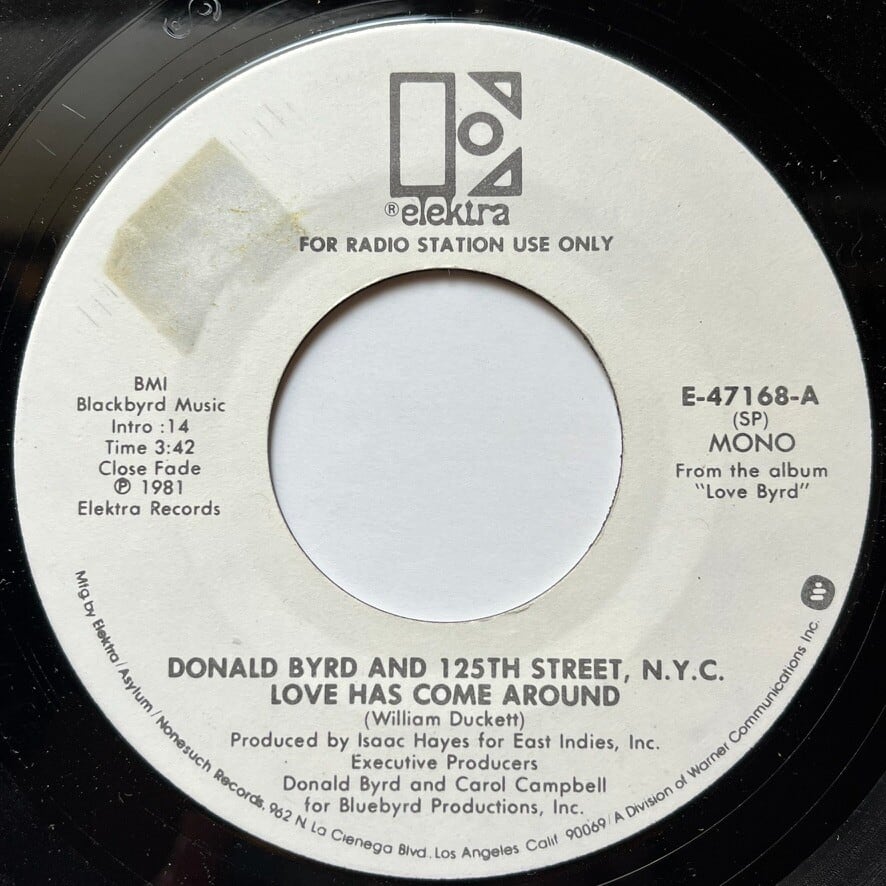 ® elektra
FOR RADIO STATION USE ONLY
BMI
Blackbyrd Music
Intro :14
Time 3:42
Close Fade
℗ 1981
Elektra Records
E-47168-A
(SP)
MONO
From the album
"Love Byrd"
DONALD BYRD AND 125TH STREET, N.Y.C.
LOVE HAS COME AROUND
(William Duckett)
Produced by Isaac Hayes for East Indies, Inc.
Executive Producers
Donald Byrd and Carol Campbell
for Bluebyrd Productions, Inc.
Mfg by Elektra/Asylum/Nonesuch Records, 962 N. La Cienega Blvd., Los Angeles Calif 90069/A Division of Warner Communications Inc.